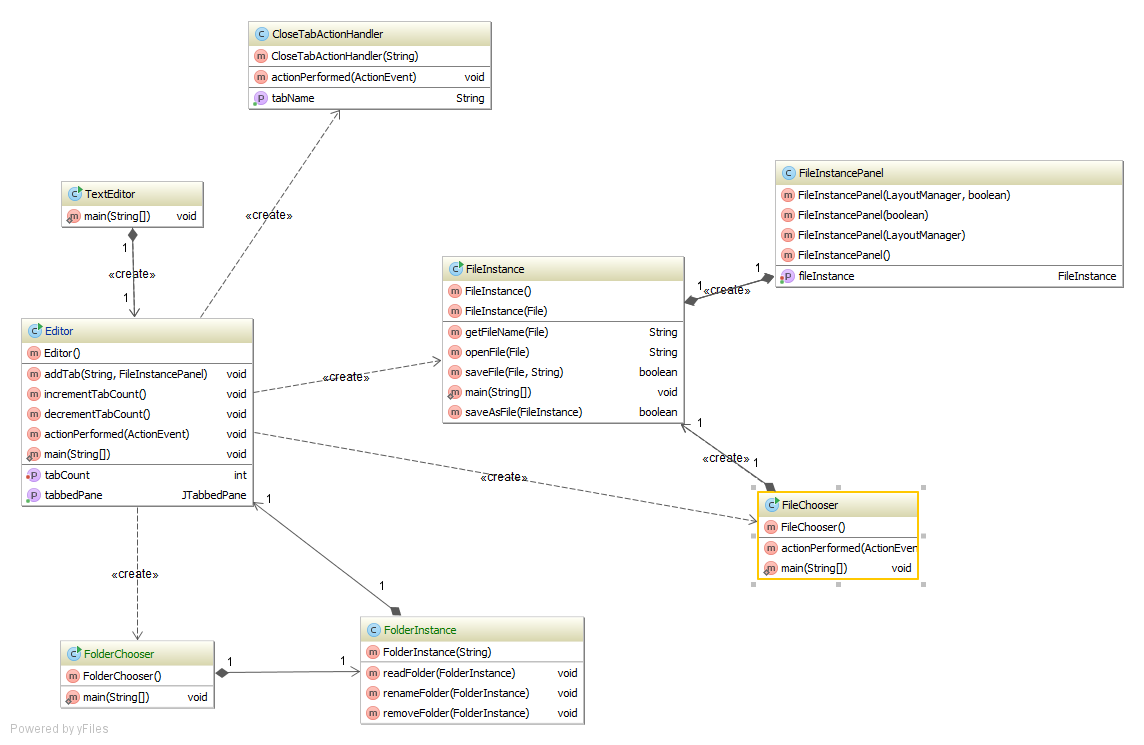 CloseTabActionHandler
CloseTabActionHandler(String)
actionPerformed(ActionEvent) void
tabName String
TextEditor
main(String[]) void
1
«create»
1
«create»
FileInstancePanel
FileInstancePanel(LayoutManager, boolean)
FileInstancePanel(boolean)
FileInstancePanel(LayoutManager)
FileInstancePanel()
fileInstance FileInstance
1
«create»
1
FileInstance
FileInstance()
FileInstance(File)
getFileName(File) String
openFile(File) String
saveFile(File, String) boolean
main(String[]) void
saveAsFile(FileInstance) boolean
Editor
Editor()
addTab(String, FileInstancePanel) void
incrementTabCount() void
decrementTabCount() void
actionPerformed(ActionEvent) void
main(String[]) void
tabCount int
tabbedPane JTabbedPane
«create»
«create»
1
«create»
1
FileChooser
FileChooser()
actionPerformed(ActionEven
main(String[]) void
«create»
1
1
FolderChooser
FolderChooser()
main(String[]) void
1
1
FolderInstance
FolderInstance(String)
readFolder(FolderInstance) void
renameFolder(FolderInstance) void
removeFolder(FolderInstance) void
Powered by yFiles